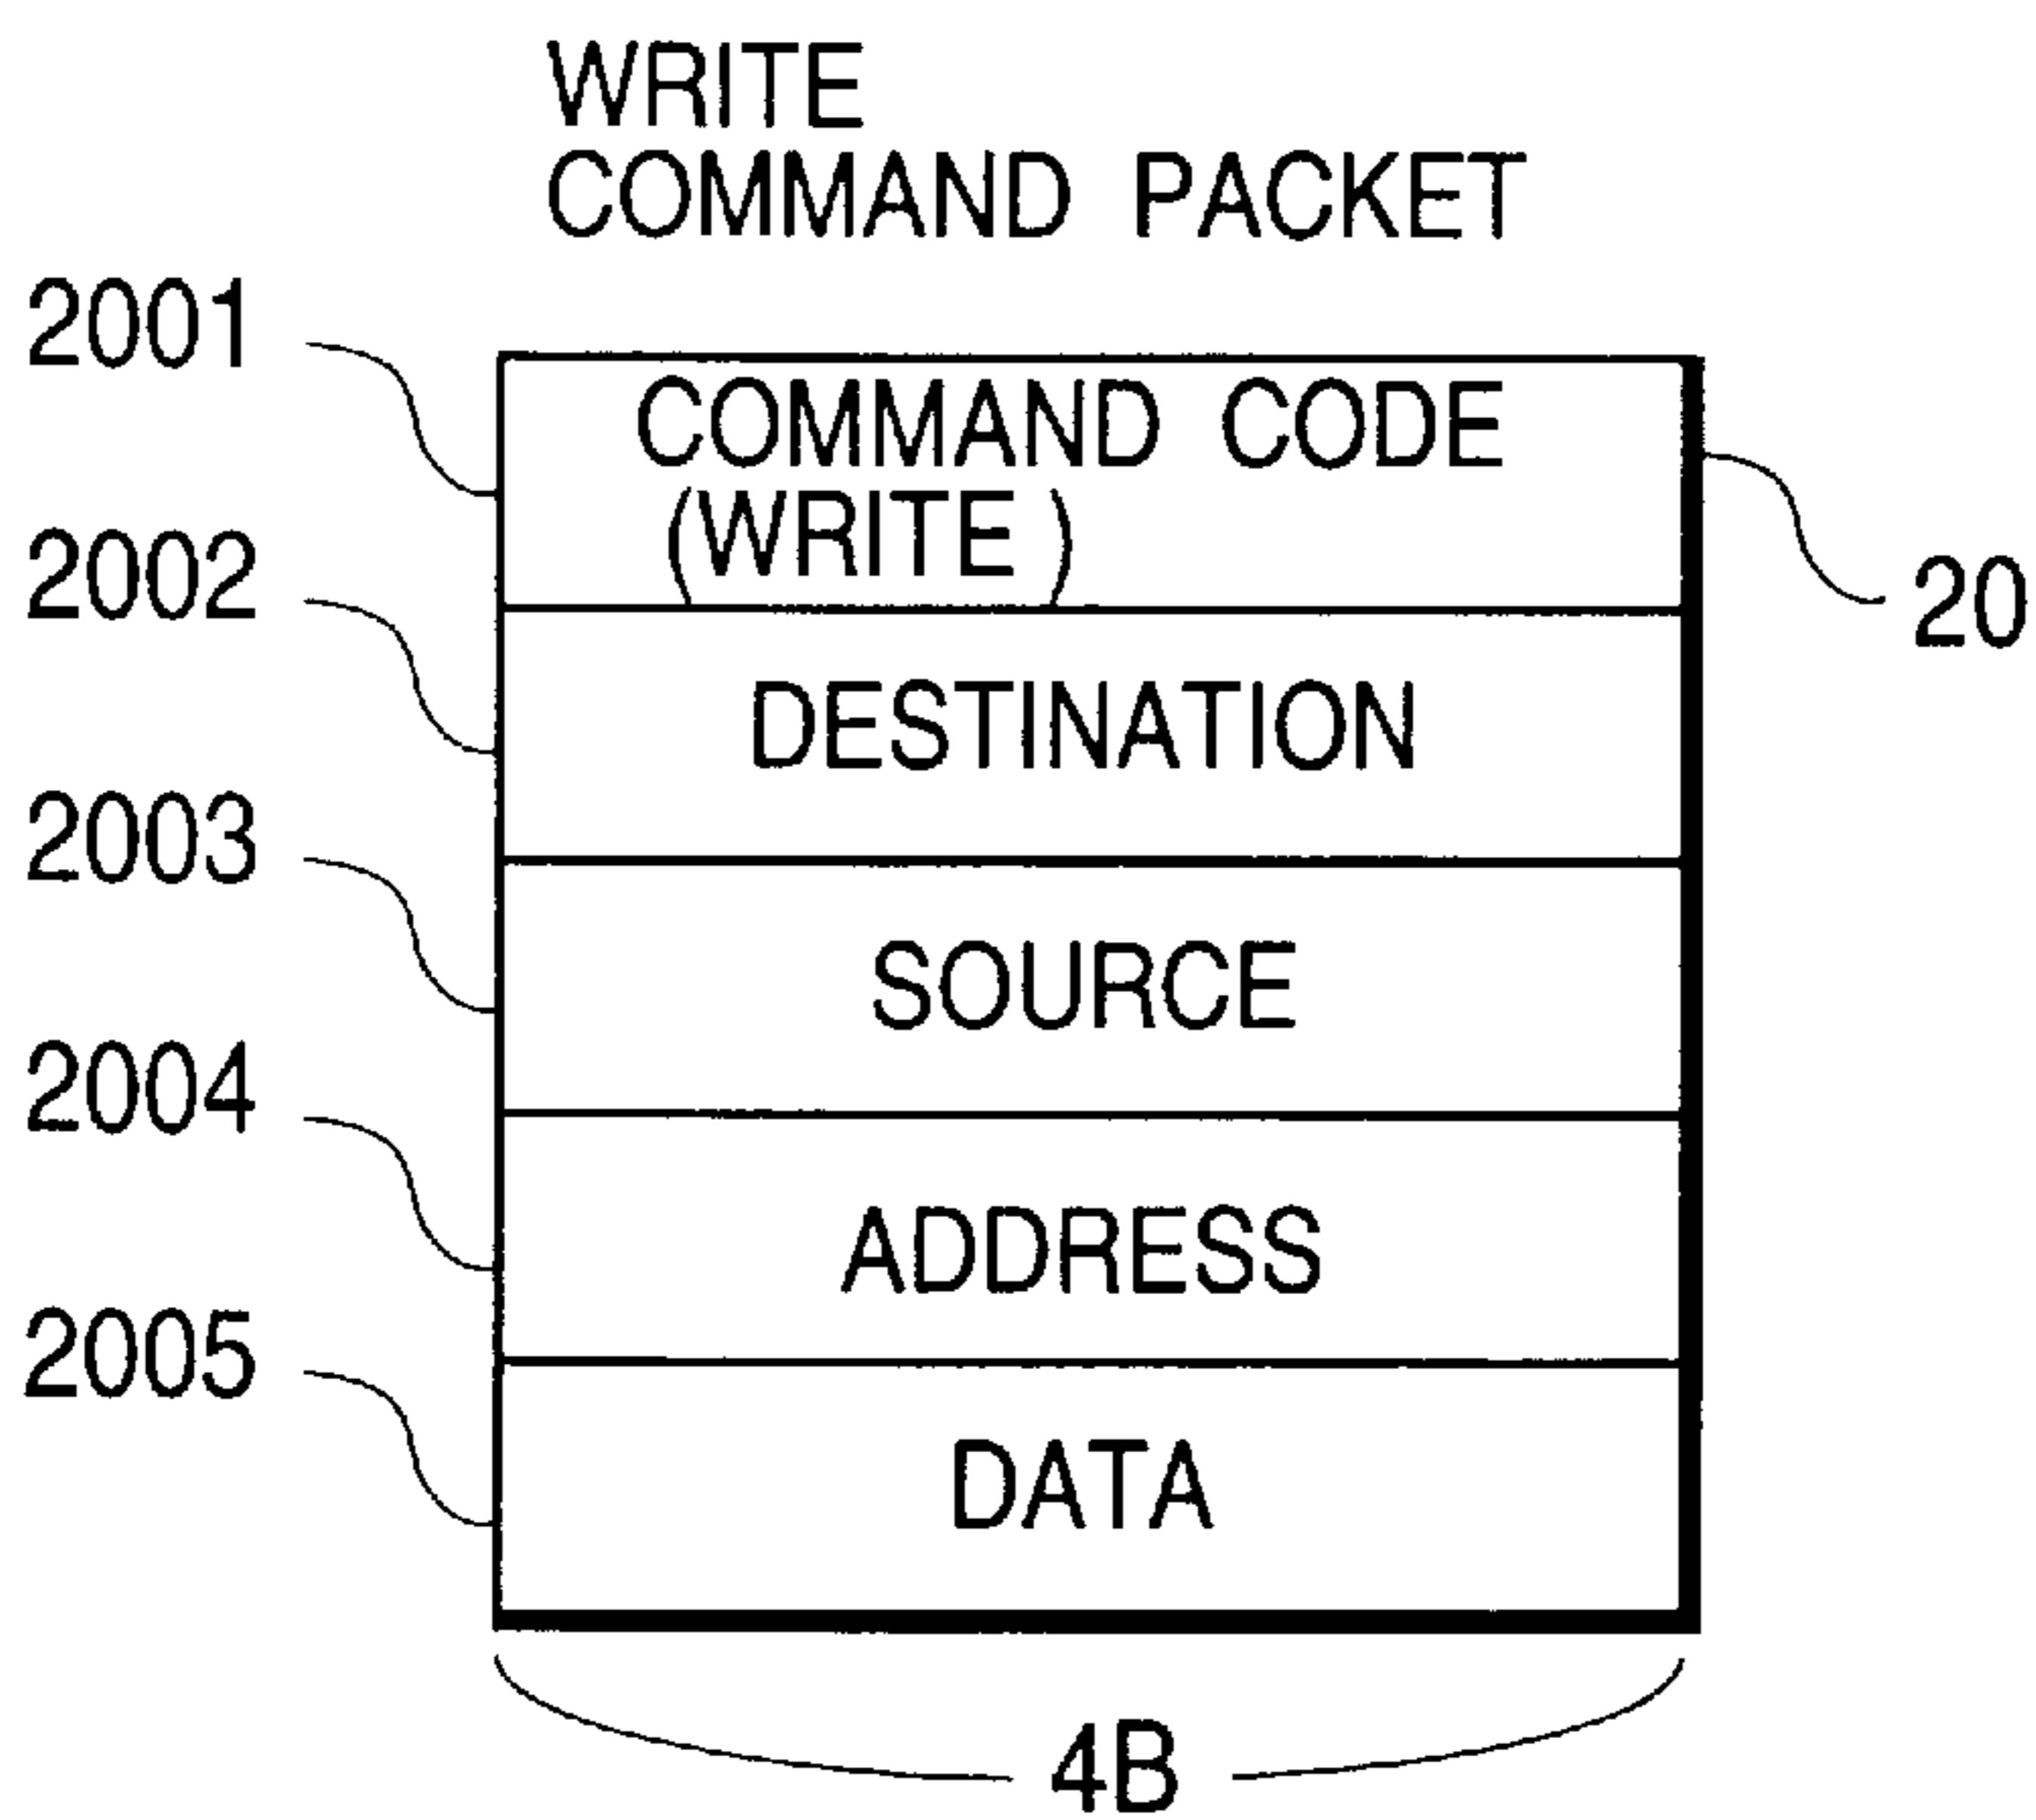 WRITE
COMMAND PACKET
2001
COMMAND CODE
(WRITE)
20
2002
DESTINATION
2003
SOURCE
2004
ADDRESS
2005
DATA
4B